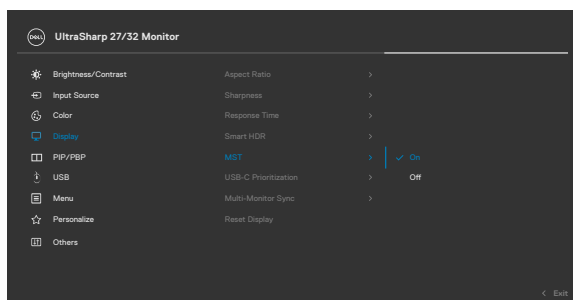 DELL UltraSharp 27/32 Monitor
Brightness/Contrast Aspect Ratio >
Input Source Sharpness >
Color Response Time >
Display Smart HDR >
PIP/PBP MST > ✓ On
USB USB-C Prioritization > Off
Menu Multi-Monitor Sync >
Personalize Reset Display
Others
< Exit